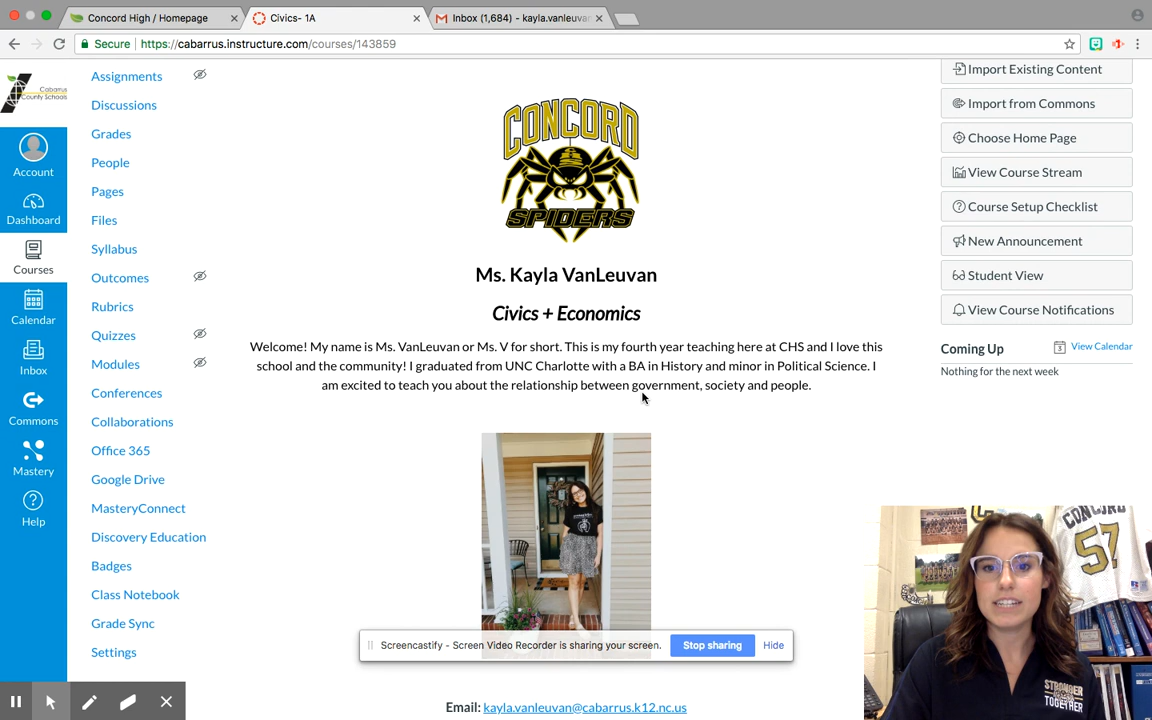 Concord High / Homepage
Civics- 1A
Inbox (1,684) - kayla.vanleuvan
Secure
https://cabarrus.instructure.com/courses/143859
Cabarrus
County Schools
Account
Dashboard
Courses
Calendar
Inbox
Commons
Mastery
Help
Assignments
Discussions
Grades
People
Pages
Files
Syllabus
Outcomes
Rubrics
Quizzes
Modules
Conferences
Collaborations
Office 365
Google Drive
MasteryConnect
Discovery Education
Badges
Class Notebook
Grade Sync
Settings
CONCORD
SPIDERS
Ms. Kayla VanLeuvan
Civics + Economics
Welcome! My name is Ms. VanLeuvan or Ms. V for short. This is my fourth year teaching here at CHS and I love this
school and the community! I graduated from UNC Charlotte with a BA in History and minor in Political Science. I
am excited to teach you about the relationship between government, society and people.
Screencastify - Screen Video Recorder is sharing your screen.
Stop sharing
Hide
Email: kayla.vanleuvan@cabarrus.k12.nc.us
Import Existing Content
Import from Commons
Choose Home Page
View Course Stream
Course Setup Checklist
New Announcement
Student View
View Course Notifications
Coming Up
3
View Calendar
Nothing for the next week
CONCORD
57
STRONGER
TOGETHER